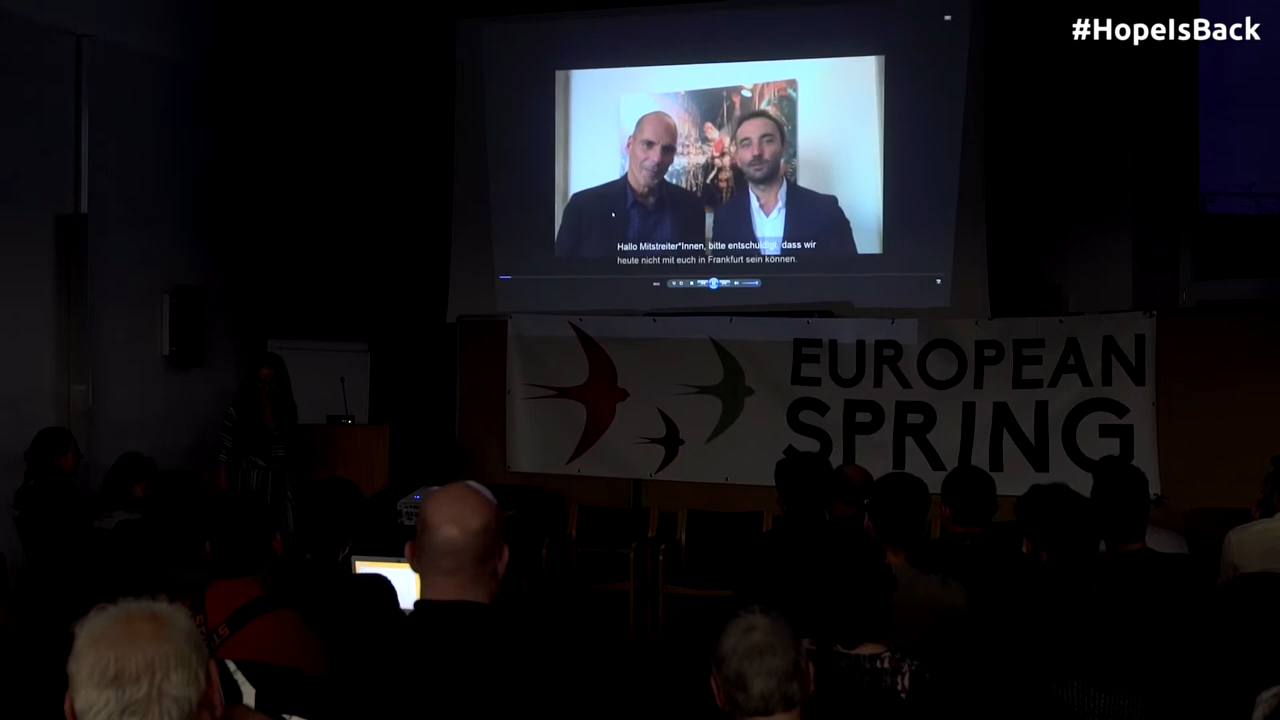 #HopeIsBack
Hallo Mitstreiter*Innen, bitte entschuldigt, dass wir
heute nicht mit euch in Frankfurt sein können.
EUROPEAN
SPRING